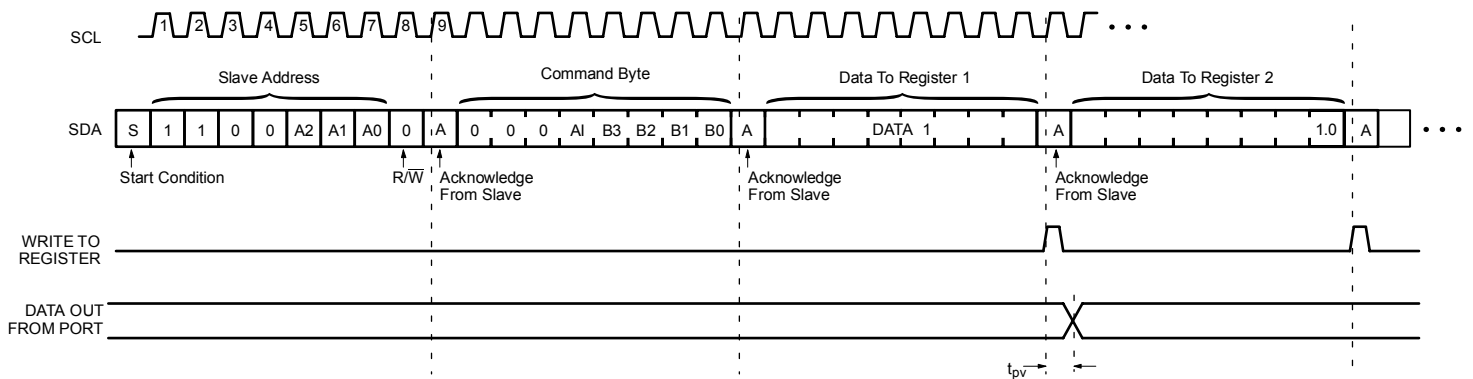 SCL 1 2 3 4 5 6 7 8 9 • • •
Slave Address Command Byte Data To Register 1 Data To Register 2
SDA S 1 1 0 0 A2 A1 A0 0 A 0 0 0 AI B3 B2 B1 B0 A DATA 1 A 1.0 A • • •
Start Condition R/W̅ Acknowledge Acknowledge Acknowledge
From Slave From Slave From Slave
WRITE TO
REGISTER
DATA OUT
FROM PORT
tpv